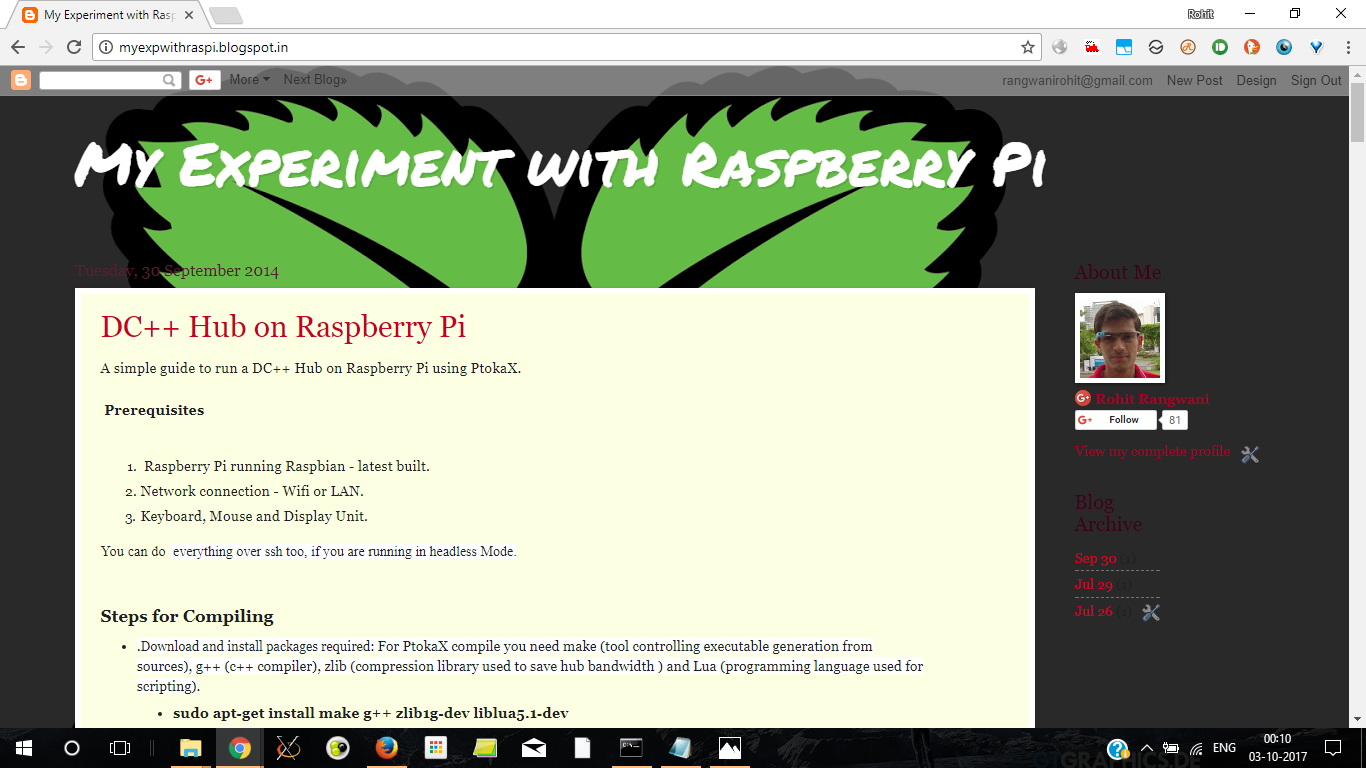 My Experiment with Rasp
Rohit
myexpwithraspi.blogspot.in
More Next Blog» rangwanirohit@gmail.com New Post Design Sign Out
My Experiment with Raspberry Pi
Tuesday, 30 September 2014
DC++ Hub on Raspberry Pi
A simple guide to run a DC++ Hub on Raspberry Pi using PtokaX.
Prerequisites
1. Raspberry Pi running Raspbian - latest built.
2. Network connection - Wifi or LAN.
3. Keyboard, Mouse and Display Unit.
You can do everything over ssh too, if you are running in headless Mode.
Steps for Compiling
• .Download and install packages required: For PtokaX compile you need make (tool controlling executable generation from
sources), g++ (c++ compiler), zlib (compression library used to save hub bandwidth ) and Lua (programming language used for
scripting).
• sudo apt-get install make g++ zlib1g-dev liblua5.1-dev
About Me
Rohit Rangwani
G+ Follow 81
View my complete profile
Blog
Archive
Sep 30 (1)
Jul 29 (1)
Jul 26 (1)
ENG
00:10
03-10-2017